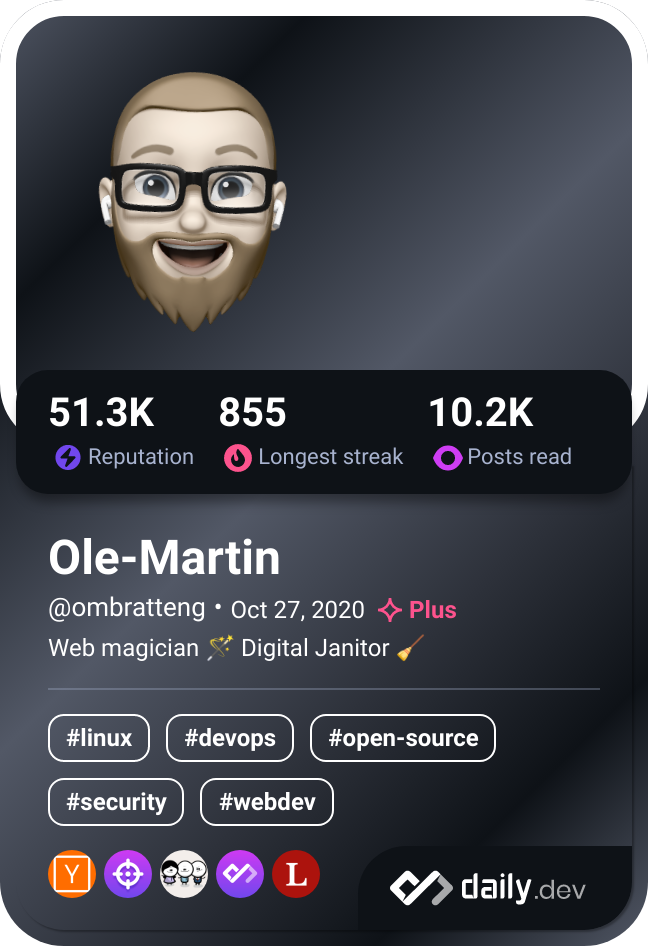 51.3K 855 10.2K
Reputation Longest streak Posts read
Ole-Martin
@ombratteng • Oct 27, 2020 Plus
Web magician 🪄 Digital Janitor 🧹
#linux #devops #open-source
#security #webdev
Y L
daily.dev